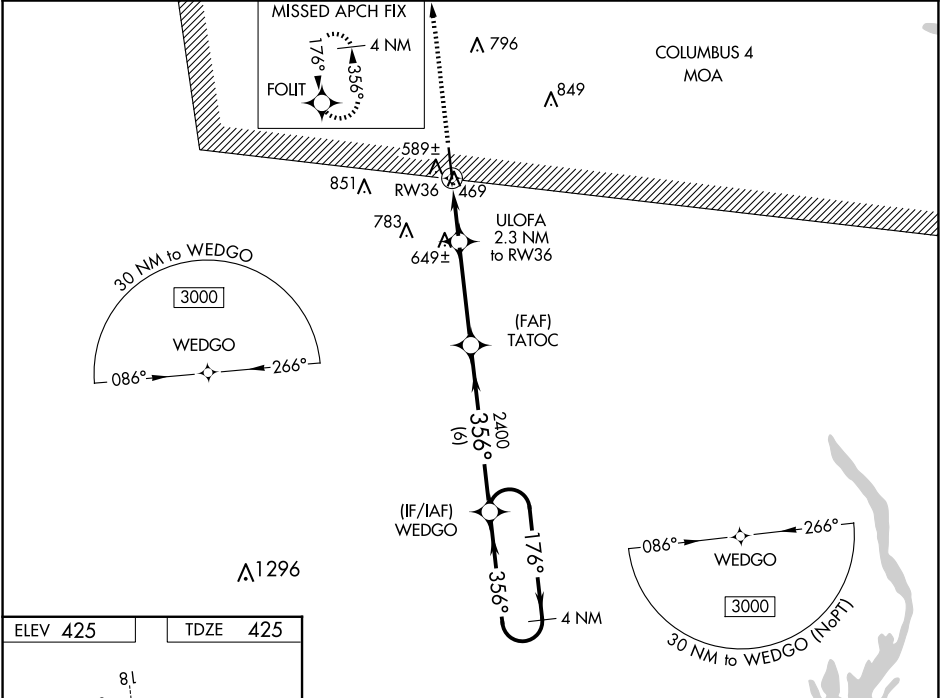 MISSED APCH FIX
4 NM
176°
356°
FOLIT
796
849
COLUMBUS 4
MOA
589±
851
RW36
469
783
649±
ULOFA
2.3 NM
to RW36
30 NM to WEDGO
3000
WEDGO
086°
266°
(FAF)
TATOC
2400
356°
(6)
(IF/IAF)
WEDGO
176°
356°
4 NM
1296
086°
266°
WEDGO
3000
30 NM to WEDGO (NoPT)
ELEV 425
TDZE 425
18